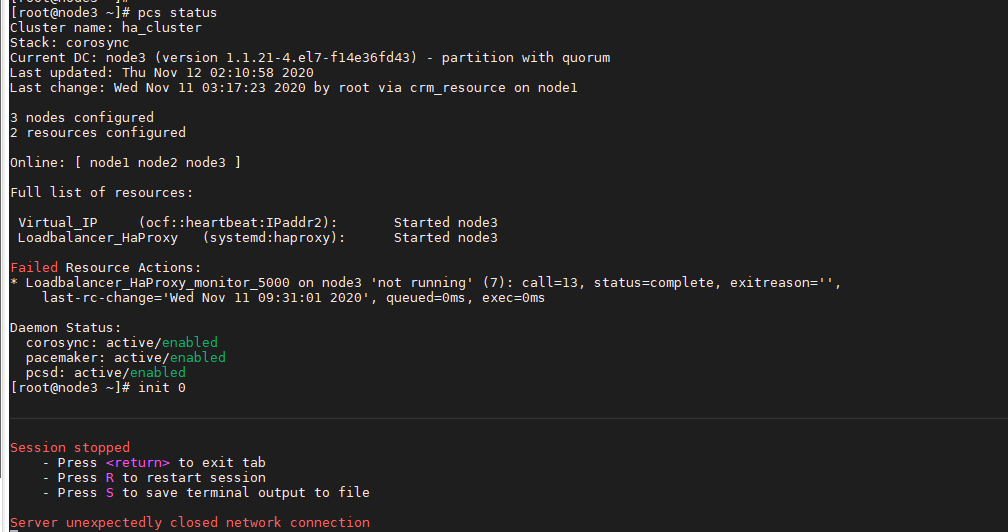 [root@node3 ~]# pcs status
Cluster name: ha_cluster
Stack: corosync
Current DC: node3 (version 1.1.21-4.el7-f14e36fd43) - partition with quorum
Last updated: Thu Nov 12 02:10:58 2020
Last change: Wed Nov 11 03:17:23 2020 by root via crm_resource on node1
3 nodes configured
2 resources configured
Online: [ node1 node2 node3 ]
Full list of resources:
Virtual_IP     (ocf::heartbeat:IPaddr2):       Started node3
Loadbalancer_HaProxy   (systemd:haproxy):      Started node3
Failed Resource Actions:
* Loadbalancer_HaProxy_monitor_5000 on node3 'not running' (7): call=13, status=complete, exitreason='',
last-rc-change='Wed Nov 11 09:31:01 2020', queued=0ms, exec=0ms
Daemon Status:
corosync: active/enabled
pacemaker: active/enabled
pcsd: active/enabled
[root@node3 ~]# init 0
Session stopped
- Press <return> to exit tab
- Press R to restart session
- Press S to save terminal output to file
Server unexpectedly closed network connection